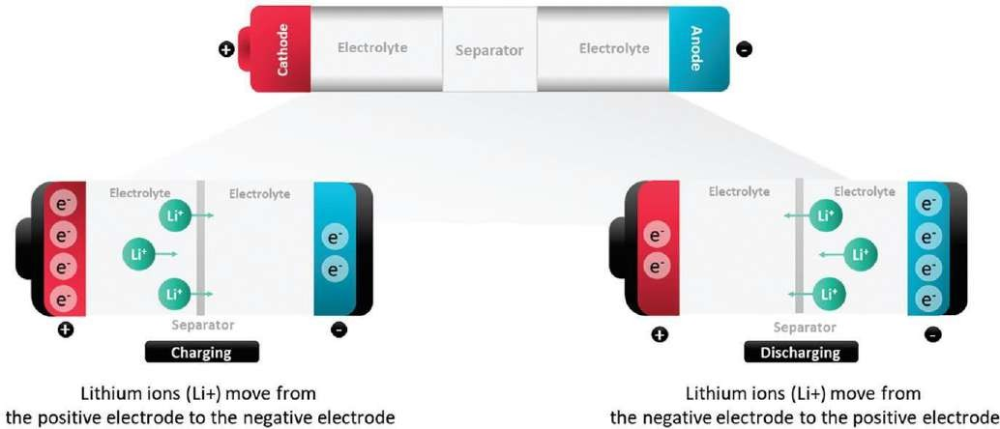 +
Cathode
Electrolyte
Separator
Electrolyte
Anode
-
Electrolyte
Electrolyte
e-
e-
e-
e-
Li+
Li+
Li+
e-
e-
Separator
+
-
Charging
Lithium ions (Li+) move from
the positive electrode to the negative electrode
Electrolyte
Electrolyte
e-
e-
Li+
Li+
Li+
e-
e-
e-
e-
Separator
+
-
Discharging
Lithium ions (Li+) move from
the negative electrode to the positive electrode